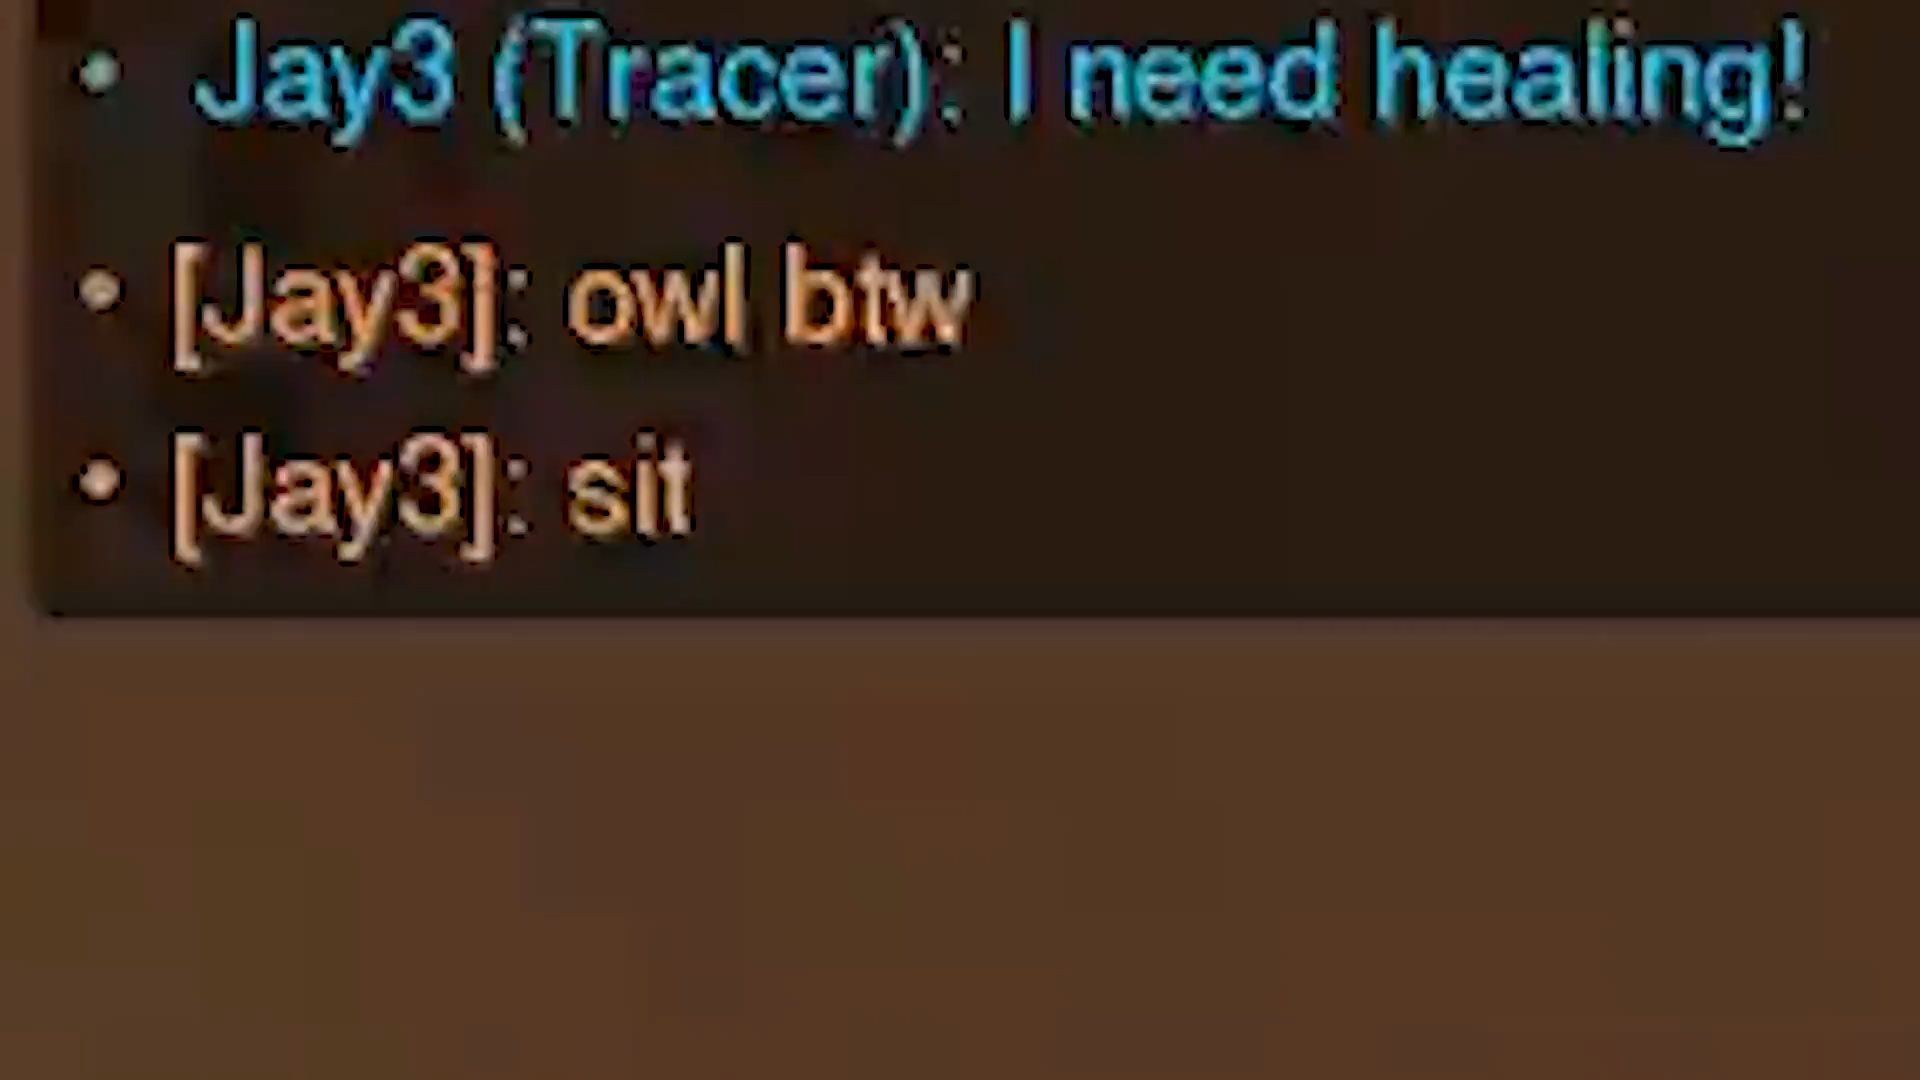 • Jay3 (Tracer): I need healing!
• [Jay3]: owl btw
• [Jay3]: sit